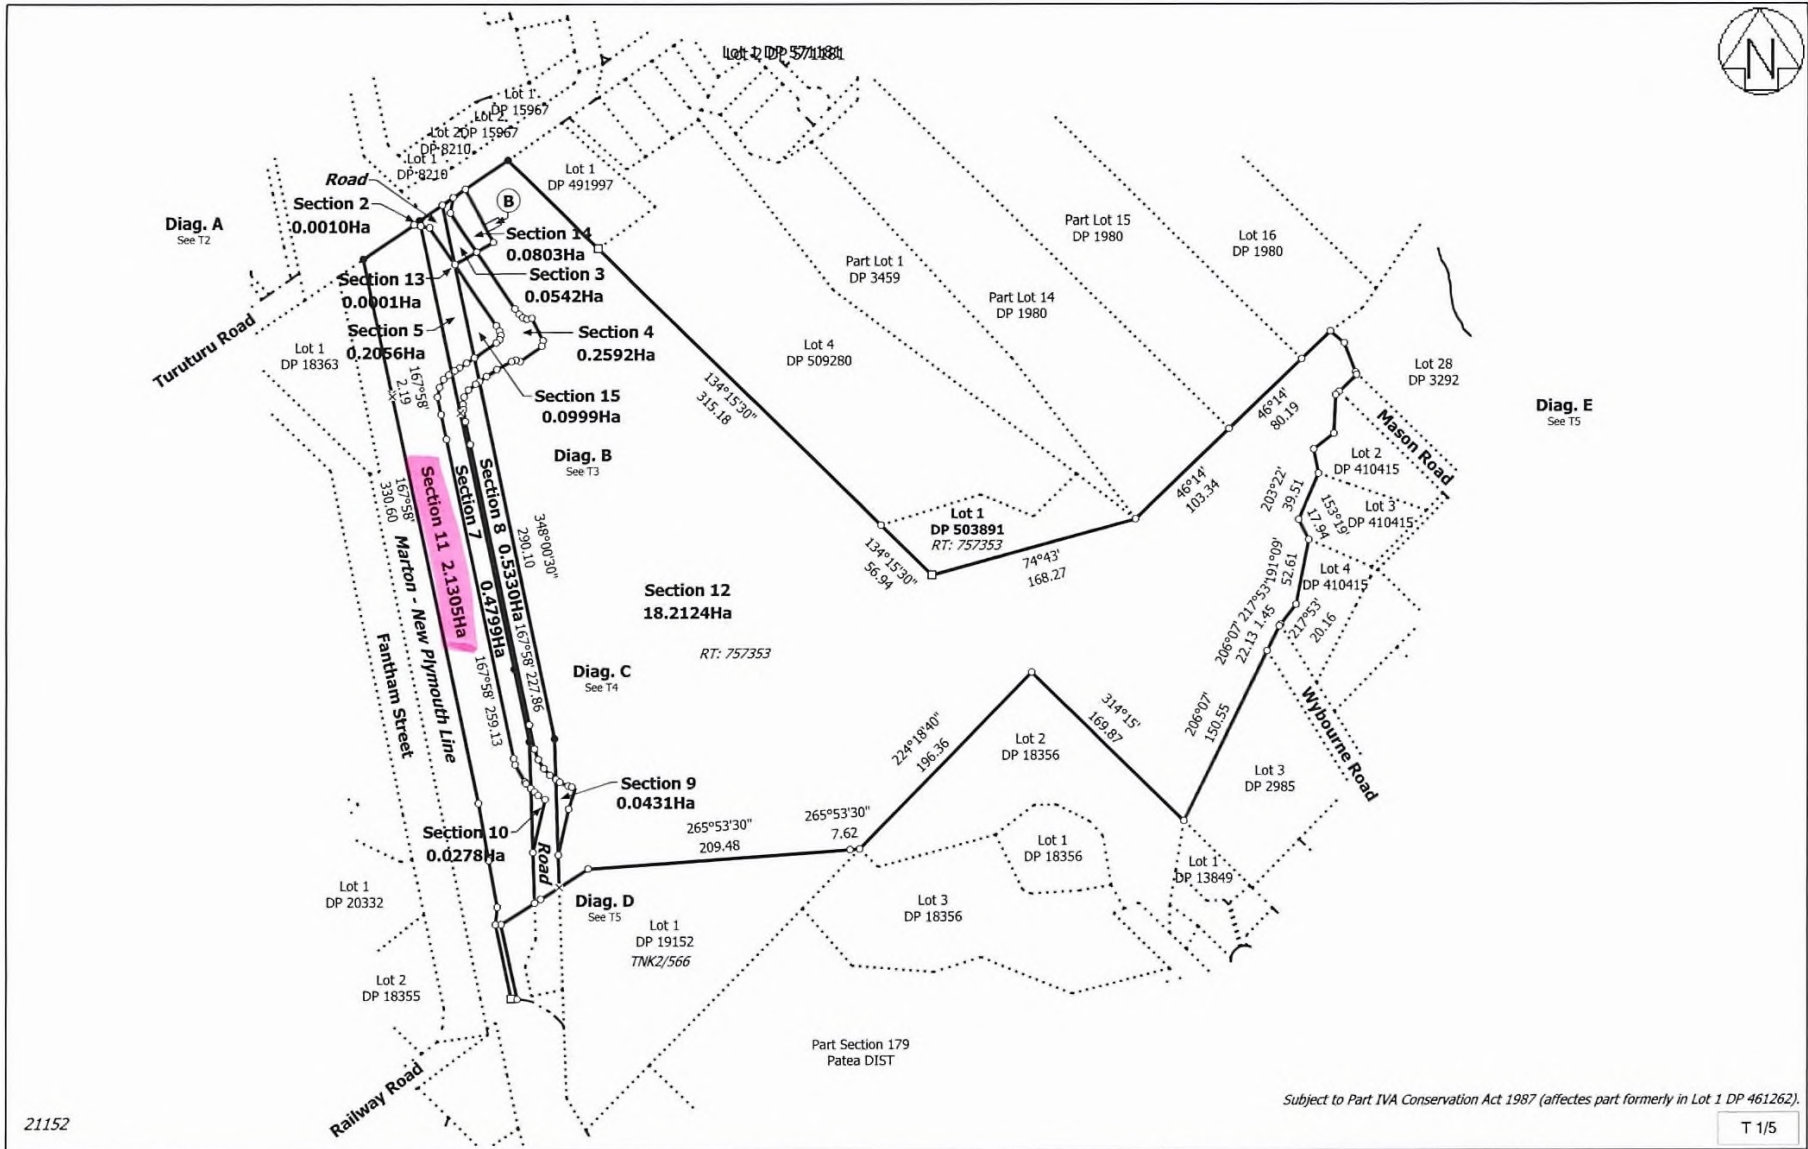 N
Lot 1 DP 571181
Lot 2 DP 571181
Lot 1
DP 15967
Lot 2
DP 15967
Lot 2
DP 8210
Lot 1
DP 8210
Road
Section 2
0.0010Ha
B
Lot 1
DP 491997
Diag. A
See T2
Section 14
0.0803Ha
Section 3
0.0542Ha
Section 13
0.0001Ha
Section 5
0.2056Ha
Section 4
0.2592Ha
Section 15
0.0999Ha
Turuturu Road
Lot 1
DP 18363
167°58'
2.19
Part Lot 15
DP 1980
Lot 16
DP 1980
Part Lot 1
DP 3459
Part Lot 14
DP 1980
Lot 4
DP 509280
134°15'30"
315.18
46°14'
80.19
Lot 28
DP 3292
Diag. E
See T5
Mason Road
Diag. B
See T3
Lot 2
DP 410415
203°22'
39.51
153°19'
17.94
Lot 3
DP 410415
46°14'
103.34
Section 11 2.1305Ha
Section 7
0.4799Ha
Section 8 0.5330Ha
348°00'30"
290.10
167°58'
330.60
Marton - New Plymouth Line
Fantham Street
Lot 1
DP 503891
RT: 757353
134°15'30"
56.94
74°43'
168.27
191°09'
52.61
Lot 4
DP 410415
217°53'
1.45
217°53'
20.16
206°07'
22.13
Section 12
18.2124Ha
RT: 757353
167°58' 227.86
167°58' 259.13
Diag. C
See T4
224°18'40"
196.36
314°15'
169.87
206°07'
150.55
Wybourne Road
Lot 2
DP 18356
Lot 3
DP 2985
Section 9
0.0431Ha
Section 10
0.0278Ha
Road
265°53'30"
209.48
265°53'30"
7.62
Lot 1
DP 18356
Lot 1
DP 13849
Lot 1
DP 20332
Diag. D
See T5
Lot 3
DP 18356
Lot 1
DP 19152
TNK2/566
Lot 2
DP 18355
Part Section 179
Patea DIST
Railway Road
Subject to Part IVA Conservation Act 1987 (affectes part formerly in Lot 1 DP 461262).
21152
T 1/5